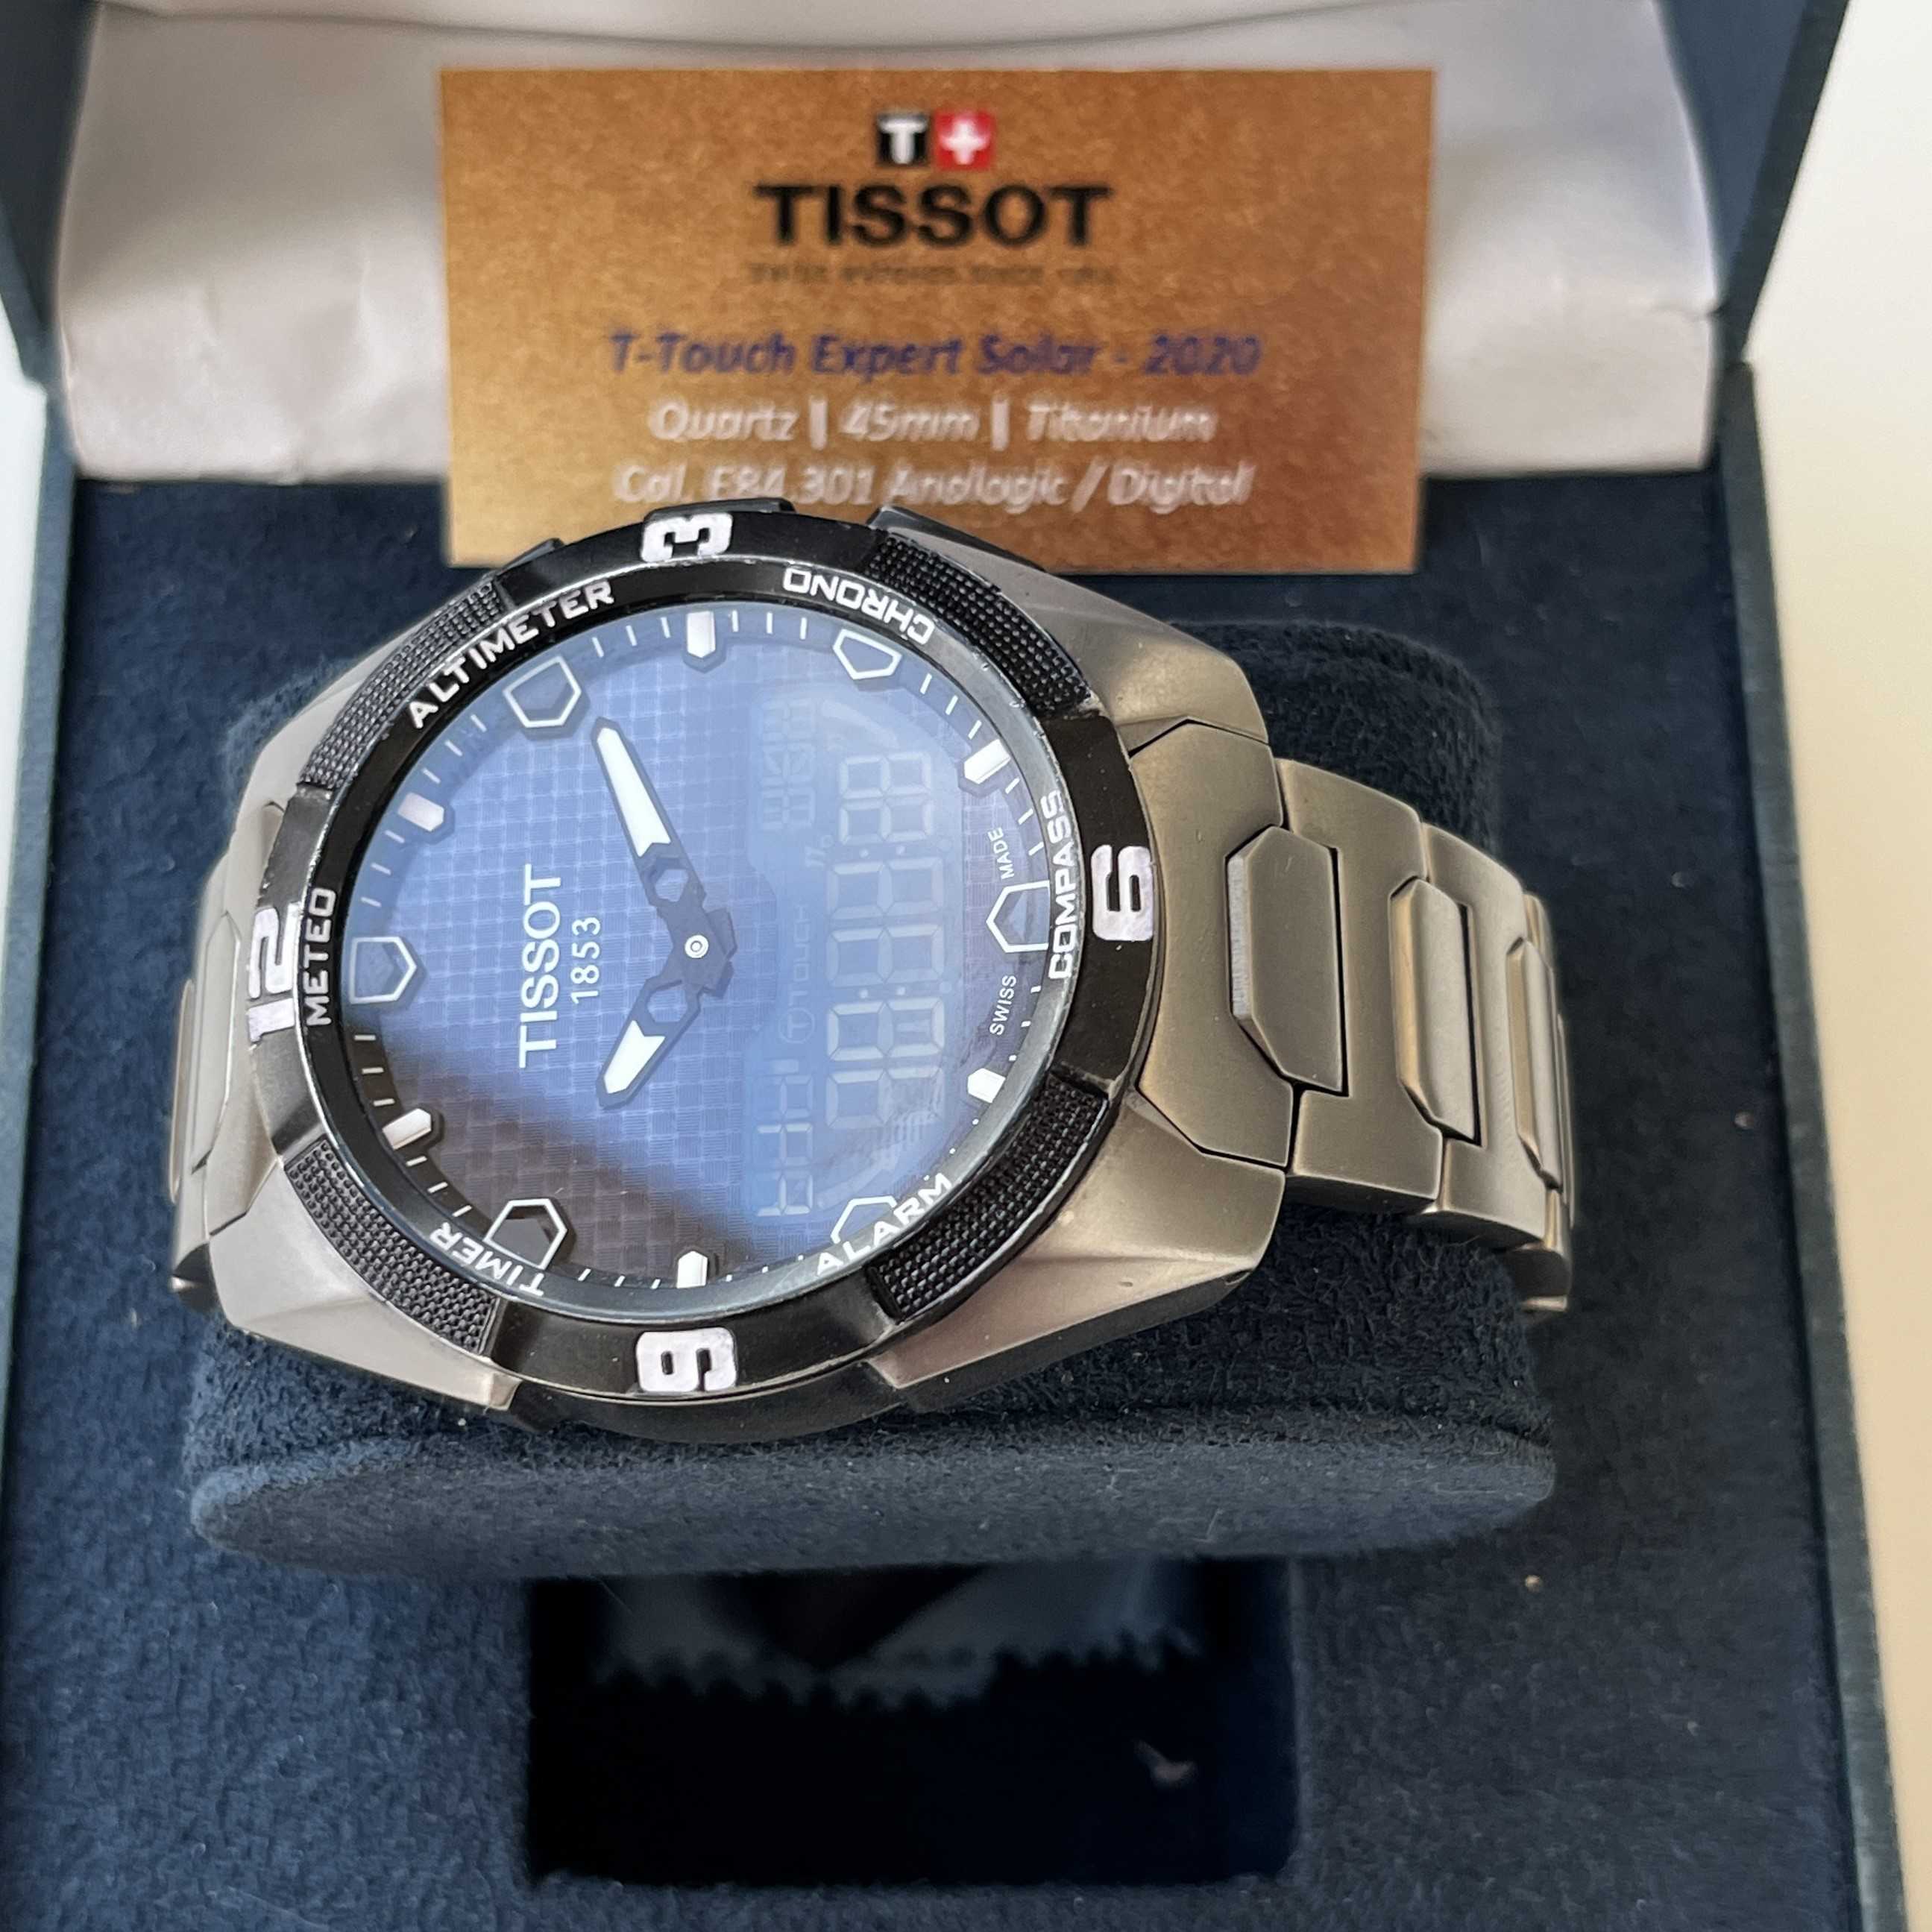 T+
TISSOT
T-Touch Expert Solar - 2020
Quartz | 45mm | Titanium
Cal. E84.301 Anologic / Digital
12
3
6
9
METEO
ALTIMETER
CHRONO
COMPASS
ALARM
TIMER
TISSOT
1853
T-TOUCH
SWISS MADE